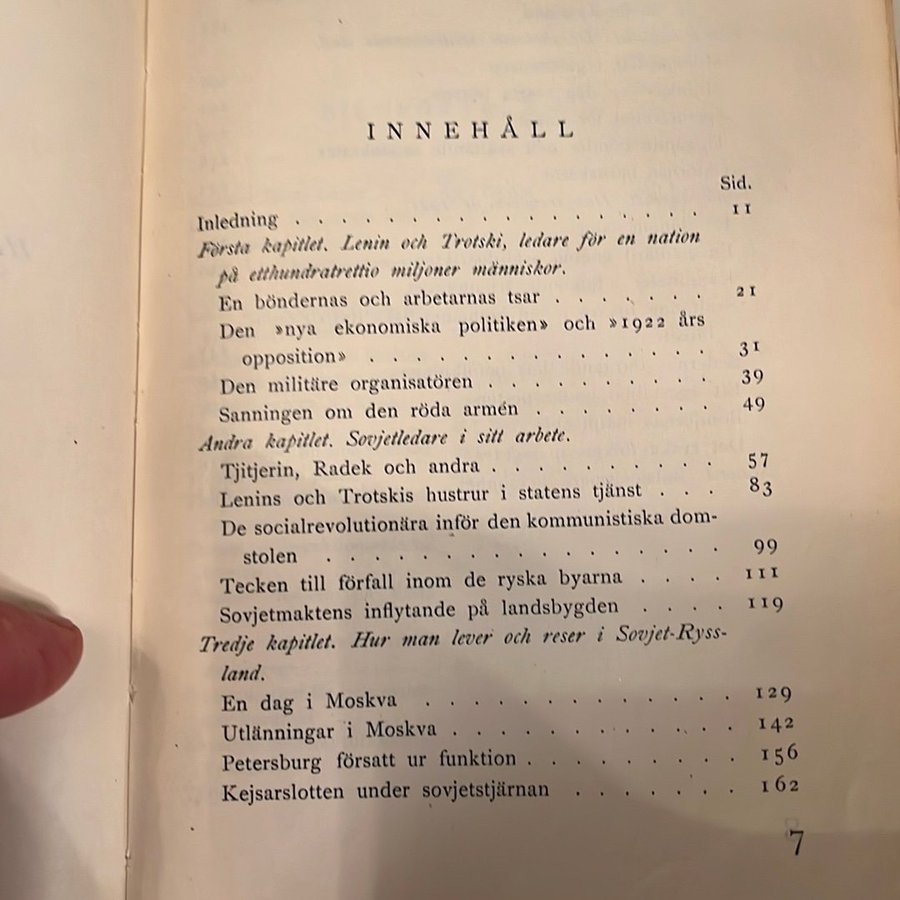 INNEHÅLL
Sid.
Inledning . . . . . . . . . . . . . . . . . 11
Första kapitlet. Lenin och Trotski, ledare för en nation
på etthundratrettio miljoner människor.
En böndernas och arbetarnas tsar . . . . . . . 21
Den »nya ekonomiska politiken» och »1922 års
opposition» . . . . . . . . . . . . . . . 31
Den militäre organisatören . . . . . . . . . . 39
Sanningen om den röda armén . . . . . . . . 49
Andra kapitlet. Sovjetledare i sitt arbete.
Tjitjerin, Radek och andra . . . . . . . . . . 57
Lenins och Trotskis hustrur i statens tjänst . . . 83
De socialrevolutionära inför den kommunistiska dom-
stolen . . . . . . . . . . . . . . . . . 99
Tecken till förfall inom de ryska byarna . . . . 111
Sovjetmaktens inflytande på landsbygden . . . . 119
Tredje kapitlet. Hur man lever och reser i Sovjet-Ryss-
land.
En dag i Moskva . . . . . . . . . . . . . 129
Utlänningar i Moskva . . . . . . . . . . . . 142
Petersburg försatt ur funktion . . . . . . . . . 156
Kejsarslotten under sovjetstjärnan . . . . . . . 162
7